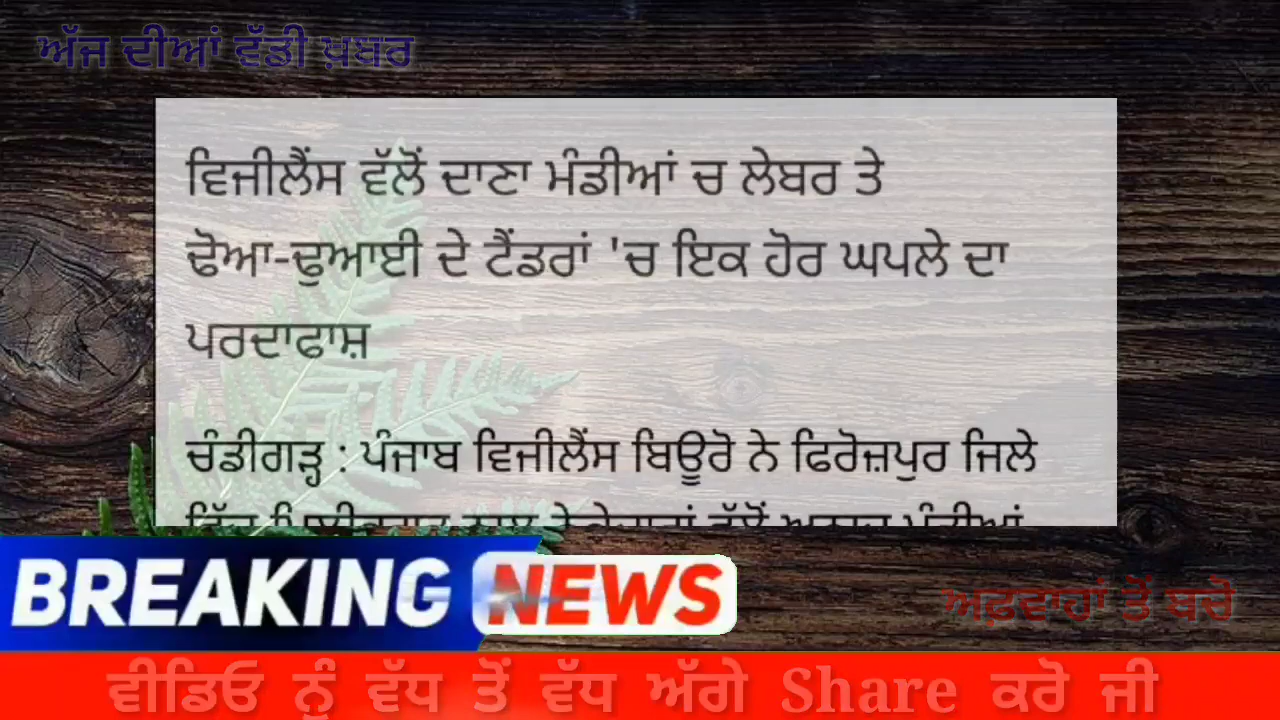 ਅੱਜ ਦੀਆਂ ਵੱਡੀ ਖ਼ਬਰ
ਵਿਜੀਲੈਂਸ ਵੱਲੋਂ ਦਾਣਾ ਮੰਡੀਆਂ ਚ ਲੇਬਰ ਤੇ
ਢੋਆ-ਢੁਆਈ ਦੇ ਟੈਂਡਰਾਂ 'ਚ ਇਕ ਹੋਰ ਘਪਲੇ ਦਾ
ਪਰਦਾਫਾਸ਼
ਚੰਡੀਗੜ੍ਹ : ਪੰਜਾਬ ਵਿਜੀਲੈਂਸ ਬਿਊਰੋ ਨੇ ਫਿਰੋਜ਼ਪੁਰ ਜਿਲੇ
BREAKING NEWS
ਅਫ਼ਵਾਹਾਂ ਤੋਂ ਬਚੋ
ਵੀਡਿਓ ਨੂੰ ਵੱਧ ਤੋਂ ਵੱਧ ਅੱਗੇ Share ਕਰੋ ਜੀ